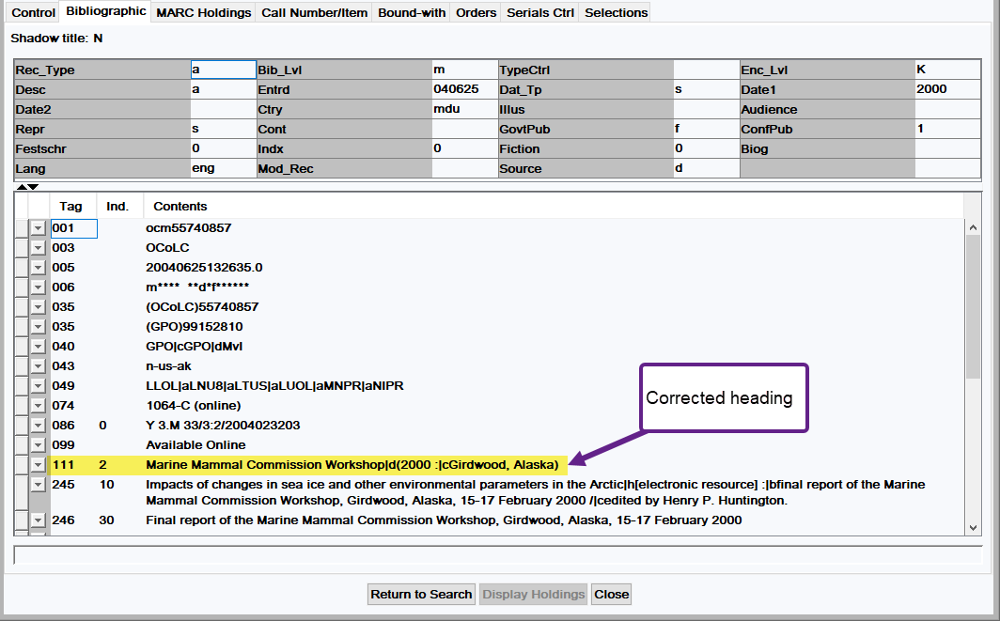 Control Bibliographic MARC Holdings Call Number/Item Bound-with Orders Serials Ctrl Selections
Shadow title: N
Rec_Type a Bib_Lvl m TypeCtrl Enc_Lvl K
Desc a Entrd 040625 Dat_Tp s Date1 2000
Date2 Ctry mdu Illus Audience
Repr s Cont GovtPub f ConfPub 1
Festschr 0 Indx 0 Fiction 0 Biog
Lang eng Mod_Rec Source d
Tag Ind. Contents
001 ocm55740857
003 OCoLC
005 20040625132635.0
006 m**** **d*f******
035 (OCoLC)55740857
035 (GPO)99152810
040 GPO|cGPO|dMvI
043 n-us-ak
049 LLOL|aLNU8|aLTUS|aLUOL|aMNPR|aNIPR
074 1064-C (online)
086 0 Y 3.M 33/3:2/2004023203
099 Available Online
Corrected heading
111 2 Marine Mammal Commission Workshop|d(2000 :|cGirdwood, Alaska)
245 10 Impacts of changes in sea ice and other environmental parameters in the Arctic|h[electronic resource] :|bfinal report of the Marine
Mammal Commission Workshop, Girdwood, Alaska, 15-17 February 2000 /|cedited by Henry P. Huntington.
246 30 Final report of the Marine Mammal Commission Workshop, Girdwood, Alaska, 15-17 February 2000
Return to Search Display Holdings Close